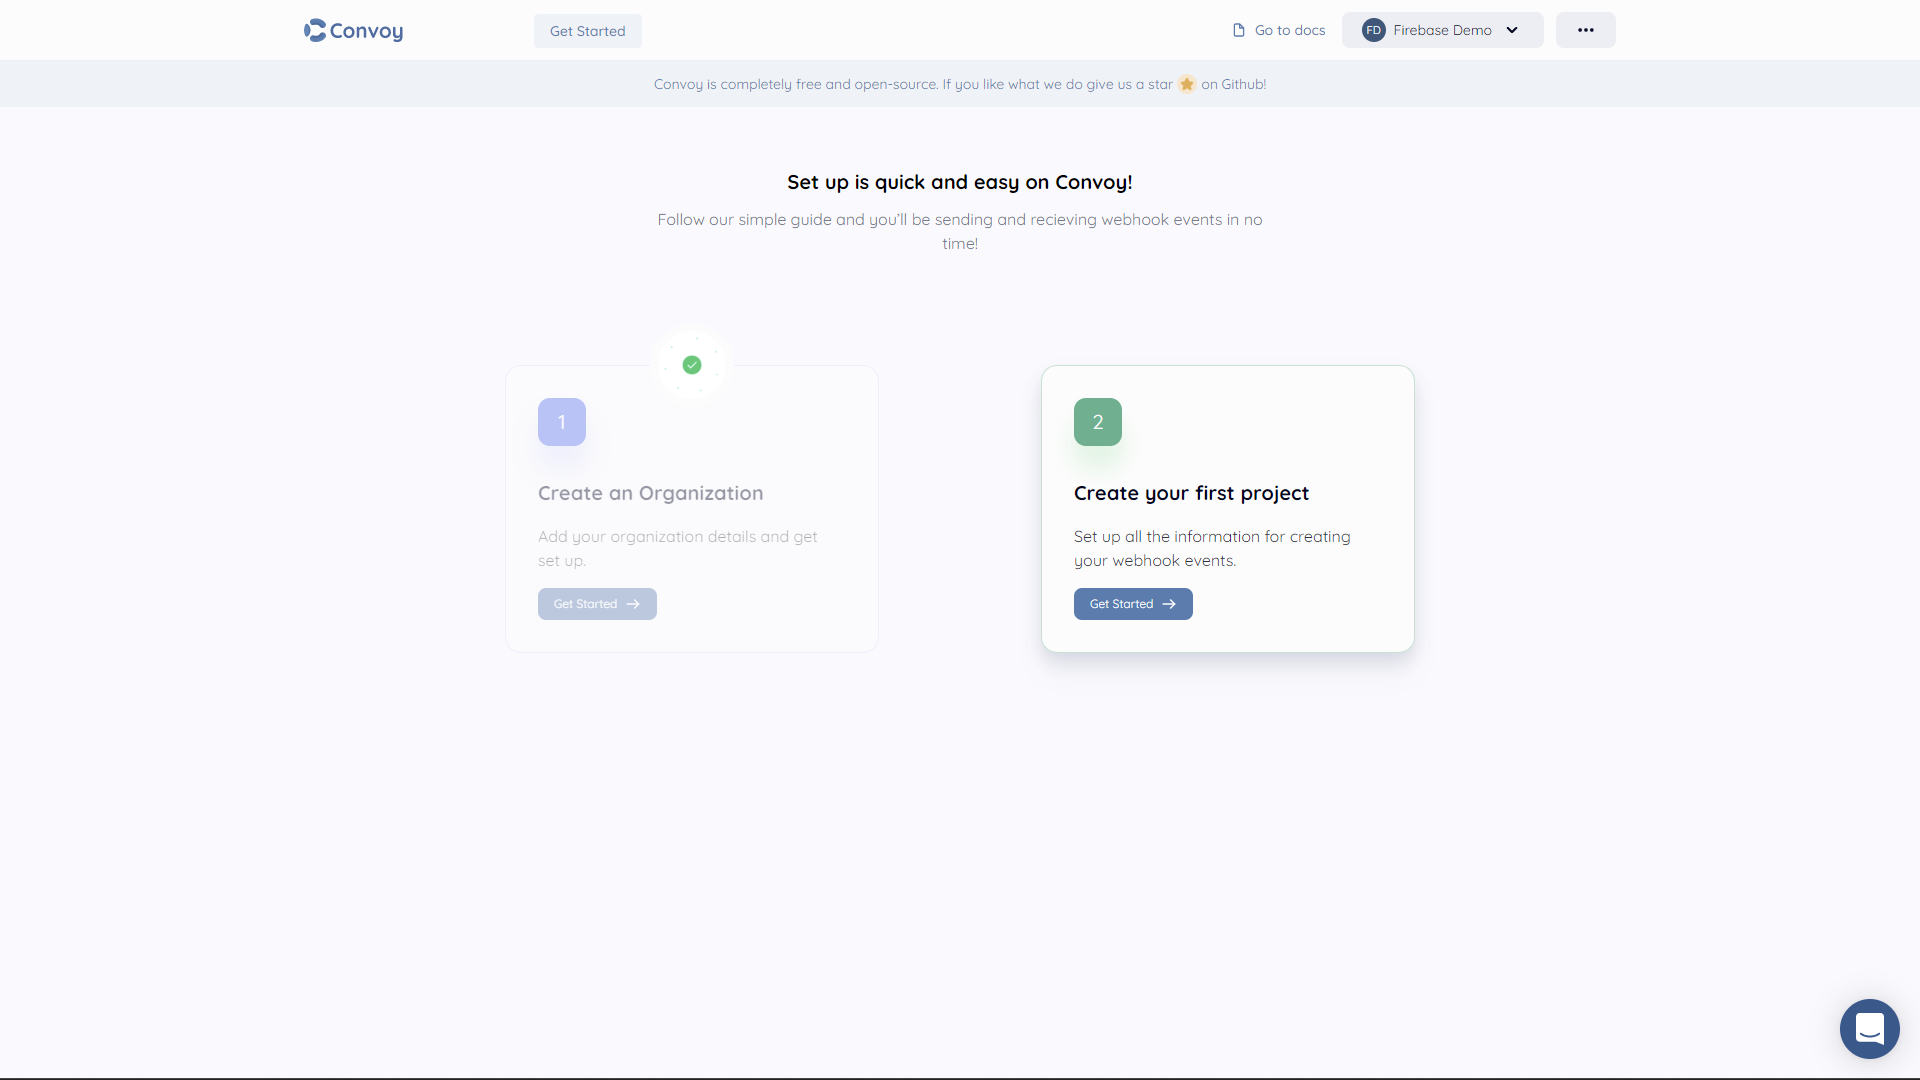 Convoy
Get Started
Go to docs
FD Firebase Demo
Convoy is completely free and open-source. If you like what we do give us a star ⭐ on Github!
Set up is quick and easy on Convoy!
Follow our simple guide and you'll be sending and recieving webhook events in no
time!
1
Create an Organization
Add your organization details and get
set up.
Get Started
2
Create your first project
Set up all the information for creating
your webhook events.
Get Started